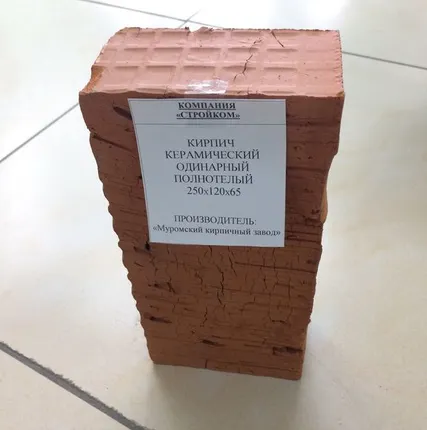 КОМПАНИЯ
«СТРОЙКОМ»
КИРПИЧ
КЕРАМИЧЕСКИЙ
ОДИНАРНЫЙ
ПОЛНОТЕЛЫЙ
250х120х65
ПРОИЗВОДИТЕЛЬ:
«Муромский кирпичный завод»